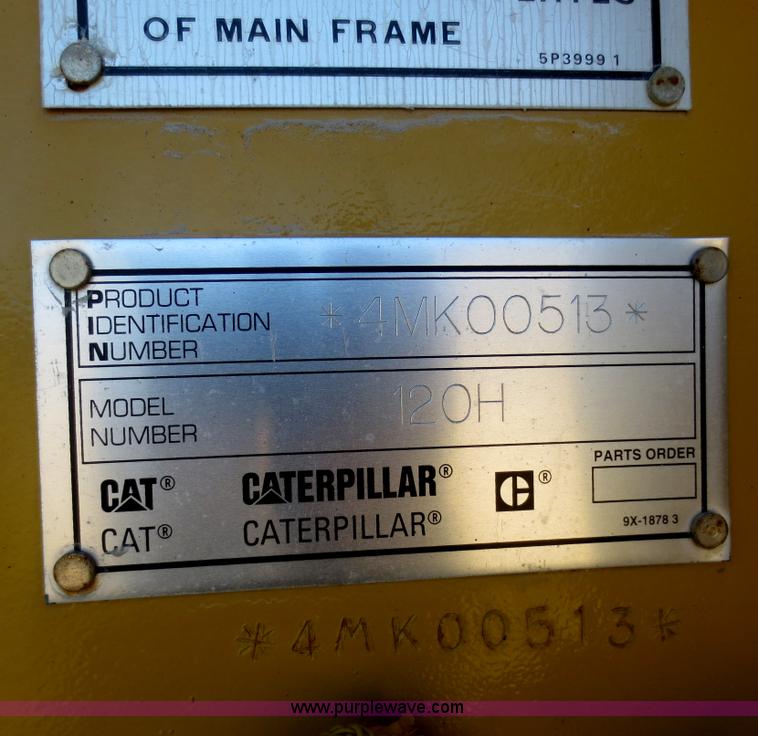 OF MAIN FRAME
5P3999 1
PRODUCT
IDENTIFICATION
NUMBER
*4MK00513*
MODEL
NUMBER
120H
PARTS ORDER
CAT® CATERPILLAR® C®
CAT® CATERPILLAR®
9X-1878 3
*4MK00513*
www.purplewave.com